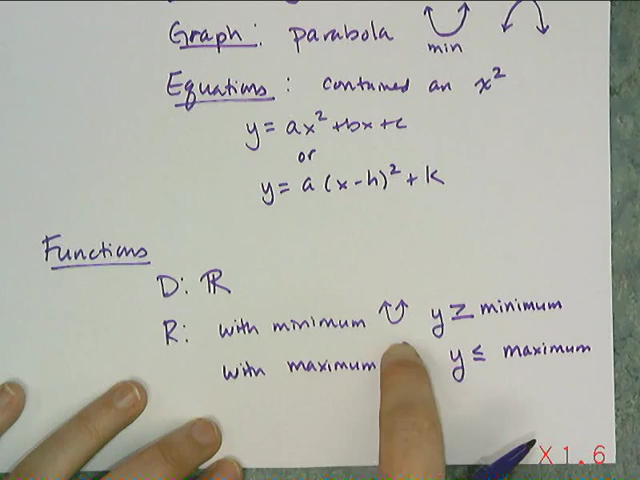 Graph: parabola
min
Equations: contained an x²
y = ax² + bx + c
or
y = a (x-h)² + k
Functions
D: ℝ
R: with minimum y ≥ minimum
with maximum y ≤ maximum
X1.6